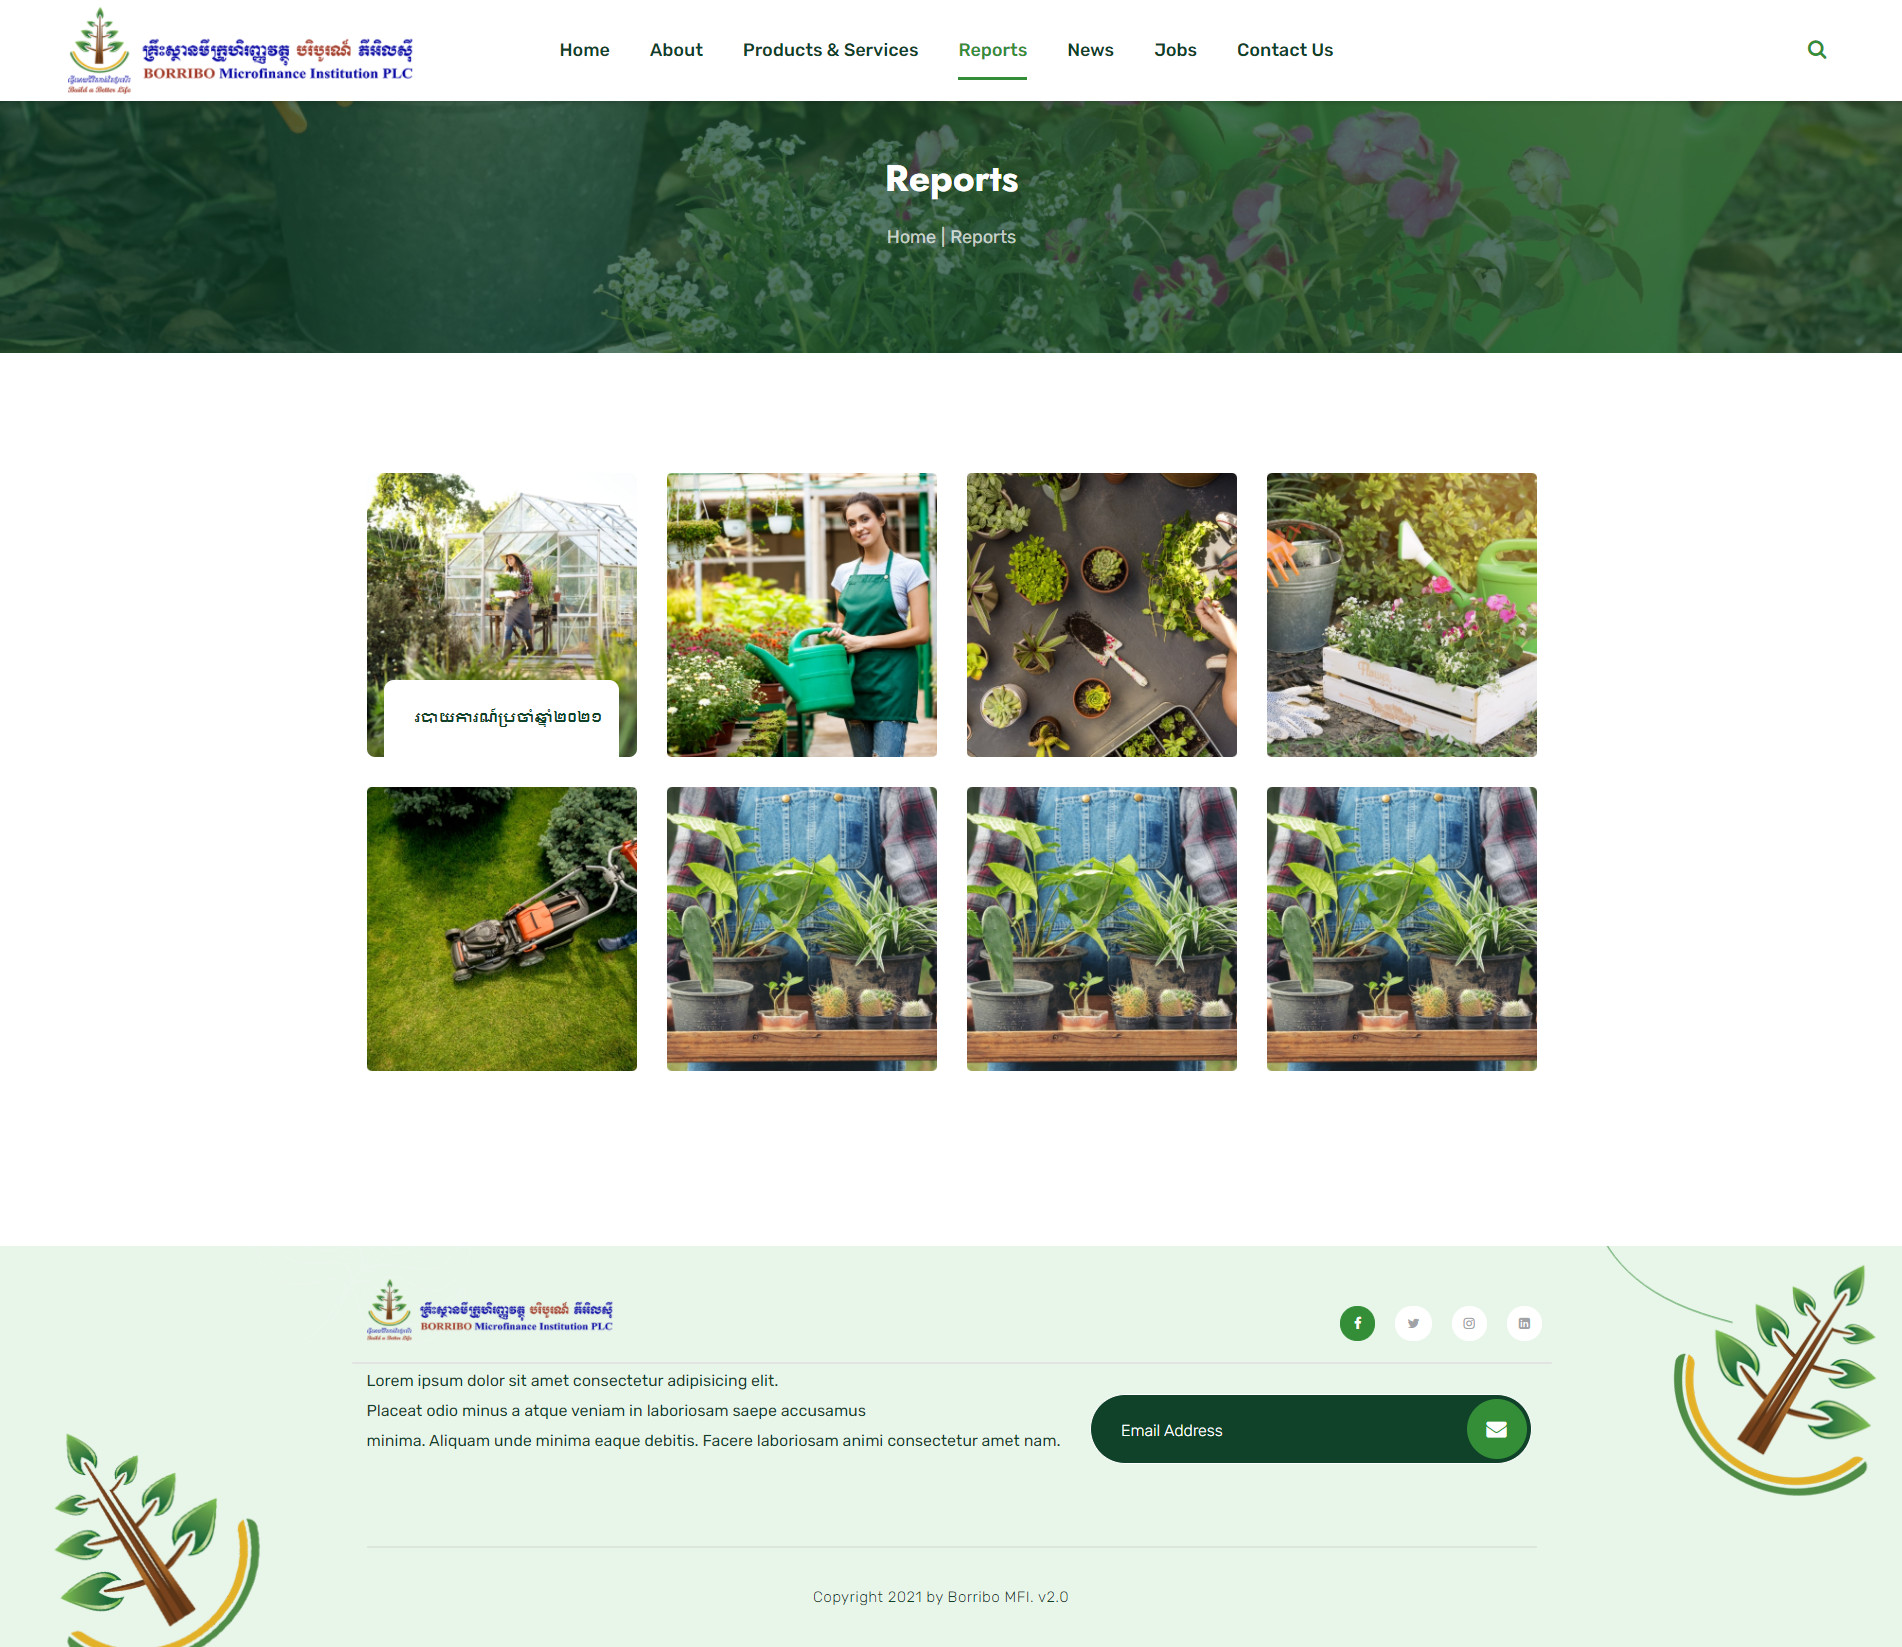 គ្រឹះស្ថានមីក្រូហិរញ្ញវត្ថុ បរិបូរណ៍ ភីអិលស៊ី
BORRIBO Microfinance Institution PLC
Build a Better Life
Home
About
Products & Services
Reports
News
Jobs
Contact Us
Reports
Home | Reports
របាយការណ៍ប្រចាំឆ្នាំ២០២១
គ្រឹះស្ថានមីក្រូហិរញ្ញវត្ថុ បរិបូរណ៍ ភីអិលស៊ី
BORRIBO Microfinance Institution PLC
Build a Better Life
Lorem ipsum dolor sit amet consectetur adipisicing elit.
Placeat odio minus a atque veniam in laboriosam saepe accusamus
minima. Aliquam unde minima eaque debitis. Facere laboriosam animi consectetur amet nam.
Email Address
Copyright 2021 by Borribo MFI. v2.0